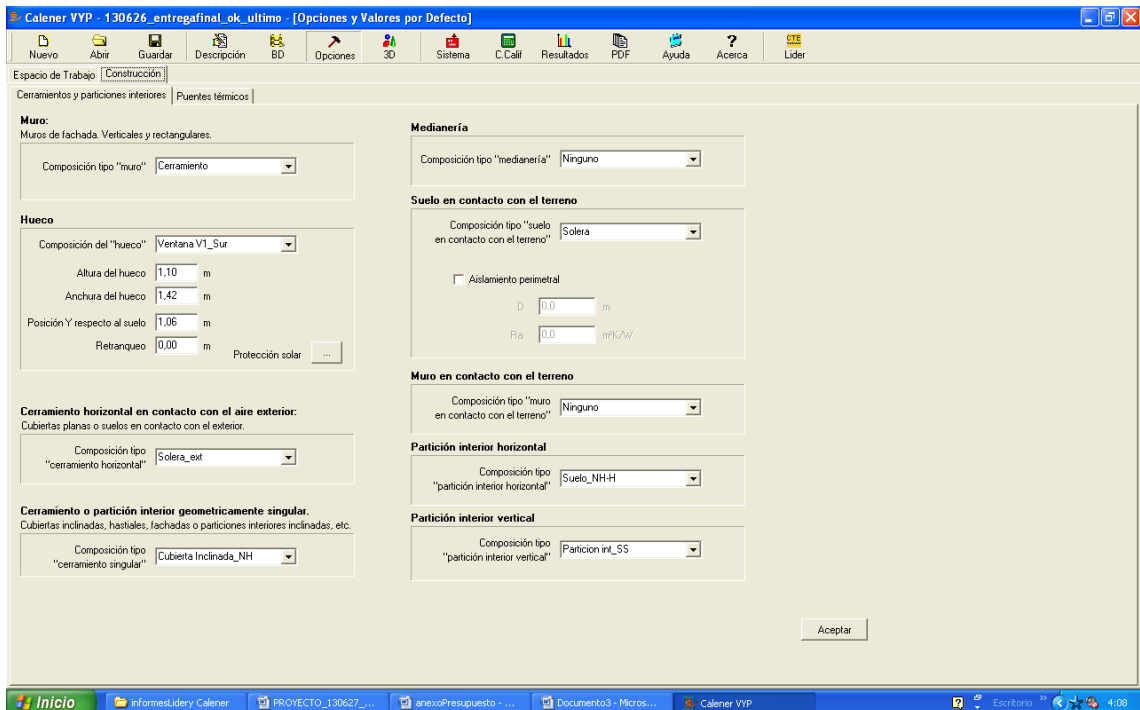 Calener VYP - 130626_entregafinal_ok_ultimo - [Opciones y Valores por Defecto]
Nuevo Abrir Guardar Descripción BD Opciones 3D Sistema C.Calif Resultados PDF Ayuda Acerca Lider
CTE
Espacio de Trabajo Construcción
Cerramientos y particiones interiores Puentes térmicos
Muro:
Muros de fachada. Verticales y rectangulares.
Composición tipo "muro" Cerramiento
Hueco
Composición del "hueco" Ventana V1_Sur
Altura del hueco 1,10 m
Anchura del hueco 1,42 m
Posición Y respecto al suelo 1,06 m
Retranqueo 0,00 m
Protección solar ...
Cerramiento horizontal en contacto con el aire exterior:
Cubiertas planas o suelos en contacto con el exterior.
Composición tipo
"cerramiento horizontal" Solera_ext
Cerramiento o partición interior geometricamente singular.
Cubiertas inclinadas, hastiales, fachadas o particiones interiores inclinadas, etc.
Composición tipo
"cerramiento singular" Cubierta Inclinada_NH
Medianería
Composición tipo "medianería" Ninguno
Suelo en contacto con el terreno
Composición tipo "suelo
en contacto con el terreno" Solera
Aislamiento perimetral
D 0,0 m
Ra 0,0 m²K/W
Muro en contacto con el terreno
Composición tipo "muro
en contacto con el terreno" Ninguno
Partición interior horizontal
Composición tipo
"partición interior horizontal" Suelo_NH-H
Partición interior vertical
Composición tipo
"partición interior vertical" Particion int_SS
Aceptar
Inicio informesLidery Calener PROYECTO_130627_... anexoPresupuesto - ... Documento3 - Micros... Calener VYP Escritorio » 4:08